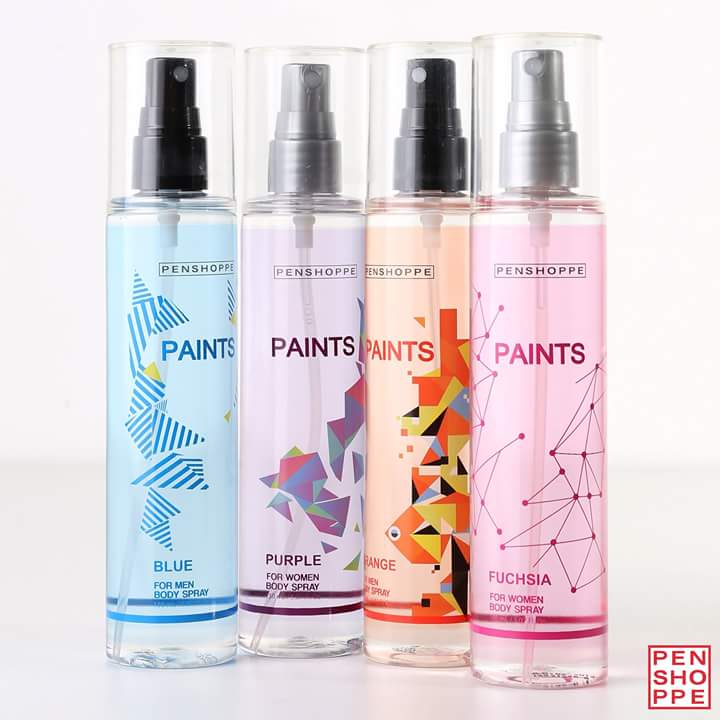 PENSHOPPE
PAINTS
BLUE
FOR MEN
BODY SPRAY
PENSHOPPE
PAINTS
PURPLE
FOR WOMEN
BODY SPRAY
PENSHOPPE
PAINTS
RANGE
MEN
SPRAY
PENSHOPPE
PAINTS
FUCHSIA
FOR WOMEN
BODY SPRAY
PEN
SHO
PPE